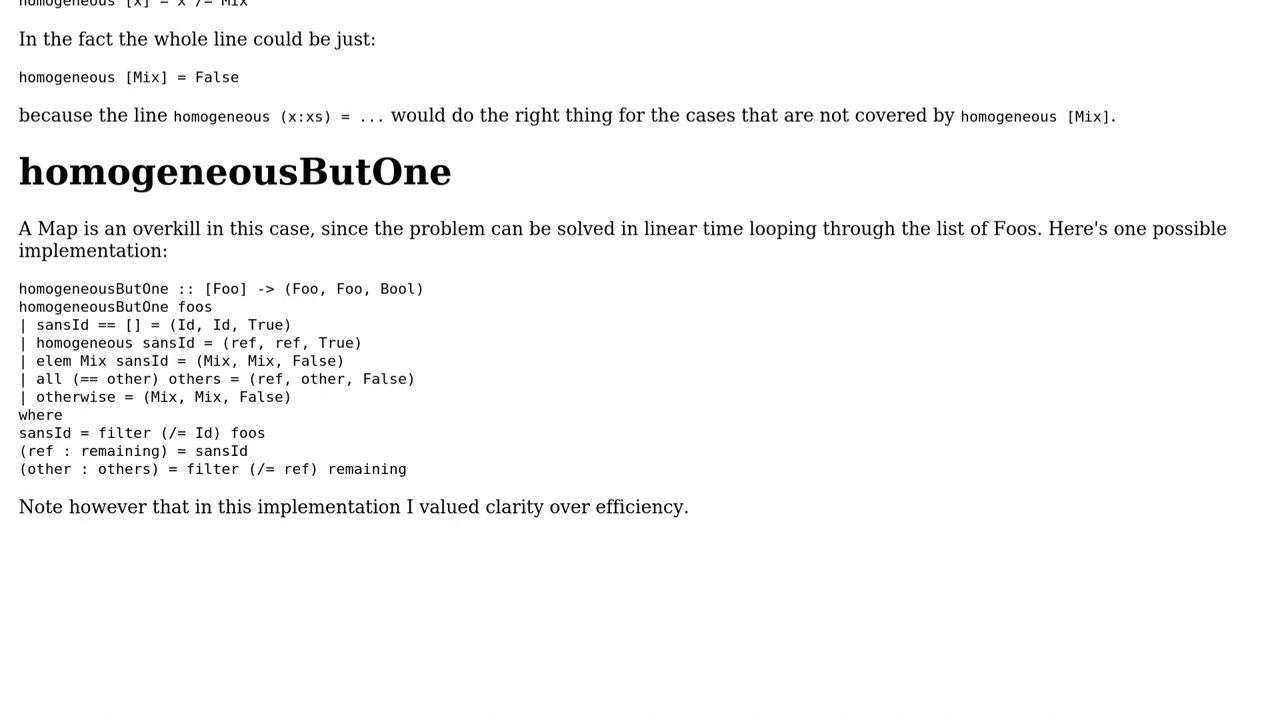 homogeneous [x] = x /= Mix
In the fact the whole line could be just:
homogeneous [Mix] = False
because the line homogeneous (x:xs) = ... would do the right thing for the cases that are not covered by homogeneous [Mix].
homogeneousButOne
A Map is an overkill in this case, since the problem can be solved in linear time looping through the list of Foos. Here's one possible
implementation:
homogeneousButOne :: [Foo] -> (Foo, Foo, Bool)
homogeneousButOne foos
| sansId == [] = (Id, Id, True)
| homogeneous sansId = (ref, ref, True)
| elem Mix sansId = (Mix, Mix, False)
| all (== other) others = (ref, other, False)
| otherwise = (Mix, Mix, False)
where
sansId = filter (/= Id) foos
(ref : remaining) = sansId
(other : others) = filter (/= ref) remaining
Note however that in this implementation I valued clarity over efficiency.